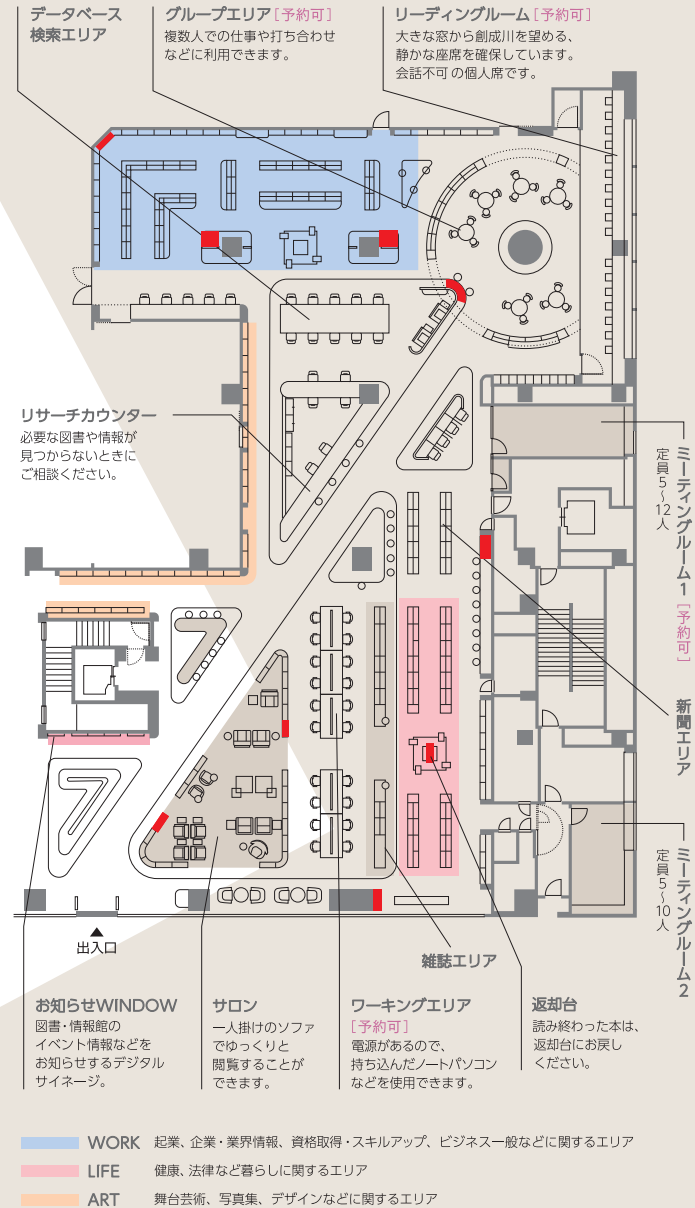 データベース
検索エリア
グループエリア[予約可]
複数人での仕事や打ち合わせ
などに利用できます。
リーディングルーム[予約可]
大きな窓から創成川を望める、
静かな座席を確保しています。
会話不可の個人席です。
リサーチカウンター
必要な図書や情報が
見つからないときに
ご相談ください。
ミーティングルーム1[予約可]
定員5〜12人
新聞エリア
ミーティングルーム2
定員5〜10人
出入口
雑誌エリア
お知らせWINDOW
図書・情報館の
イベント情報などを
お知らせするデジタル
サイネージ。
サロン
一人掛けのソファ
でゆっくりと
閲覧することが
できます。
ワーキングエリア
[予約可]
電源があるので、
持ち込んだノートパソコン
などを使用できます。
返却台
読み終わった本は、
返却台にお戻し
ください。
WORK 起業、企業・業界情報、資格取得・スキルアップ、ビジネス一般などに関するエリア
LIFE 健康、法律など暮らしに関するエリア
ART 舞台芸術、写真集、デザインなどに関するエリア